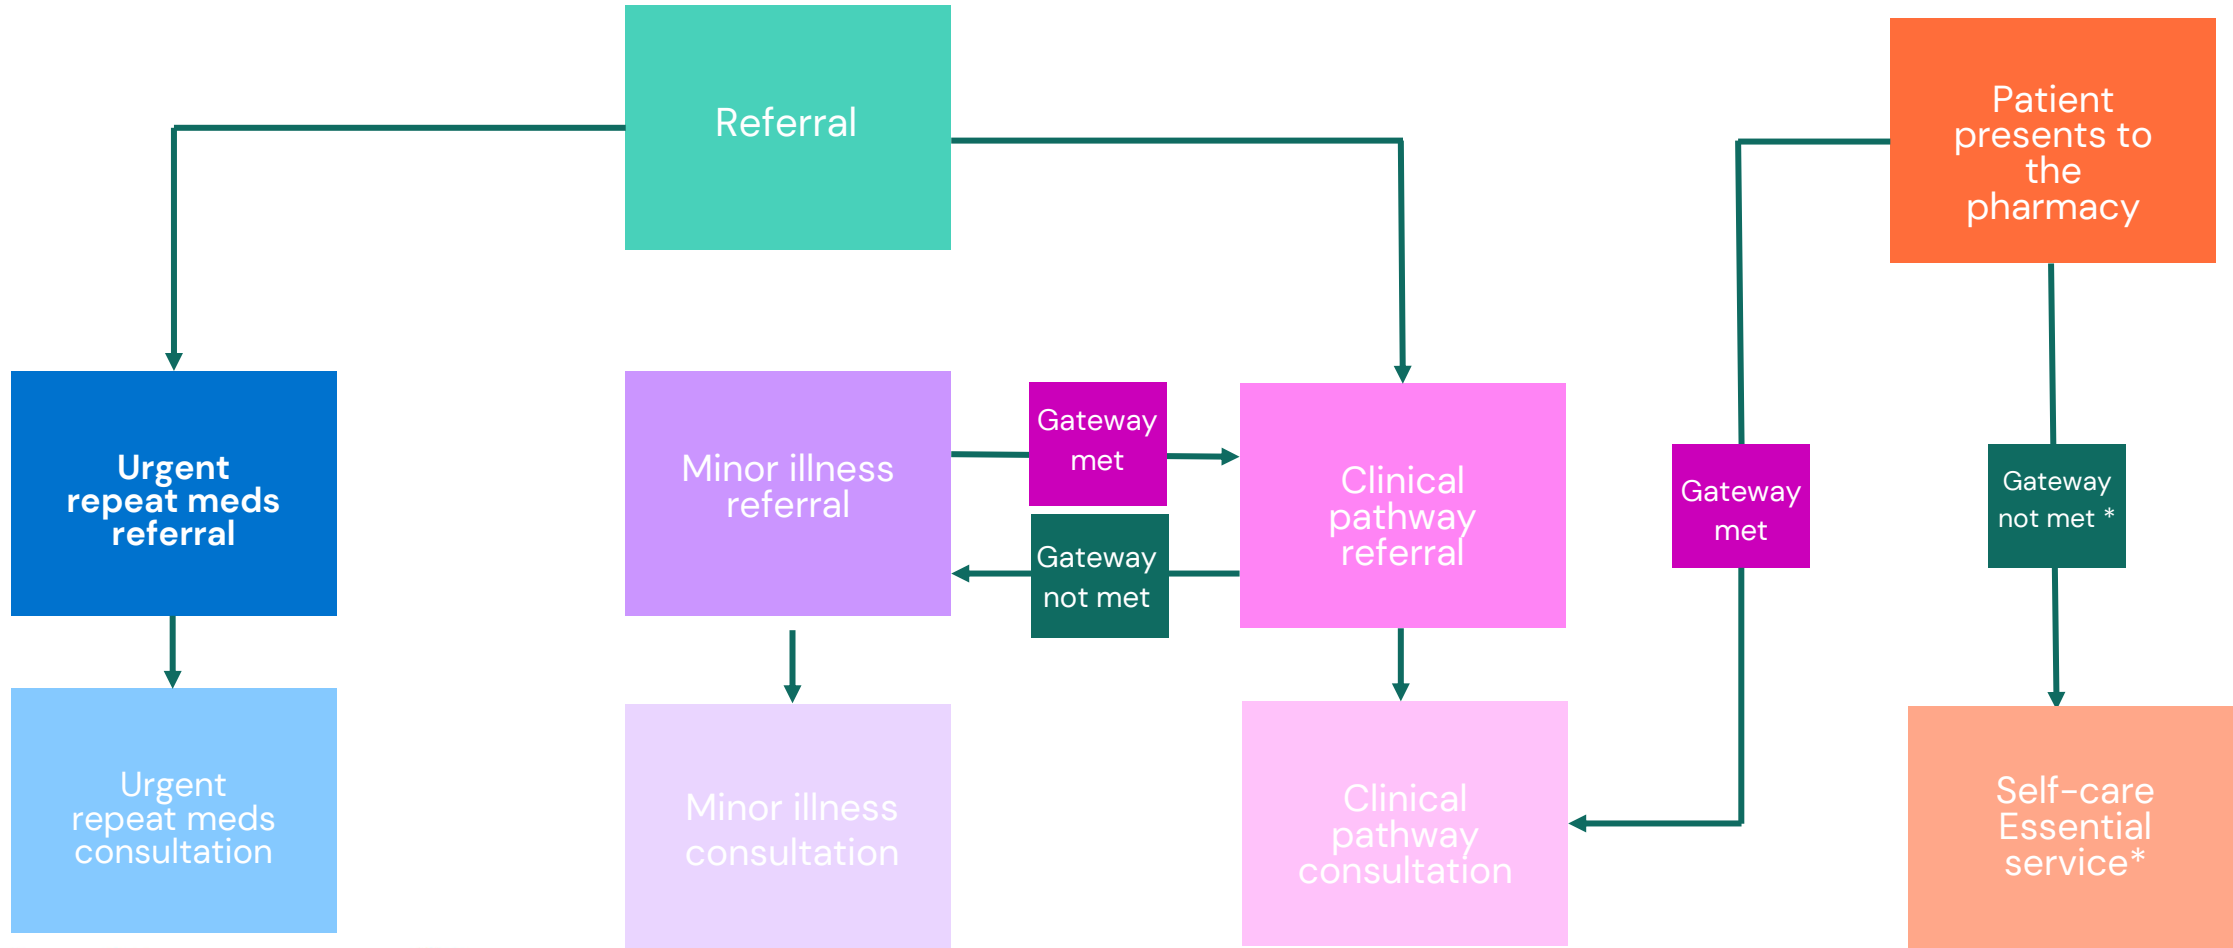 Referral
Patient
presents to
the
pharmacy
Urgent
repeat meds
referral
Minor illness
referral
Gateway
met
Gateway
not met
Clinical
pathway
referral
Gateway
met
Gateway
not met *
Urgent
repeat meds
consultation
Minor illness
consultation
Clinical
pathway
consultation
Self-care
Essential
service*